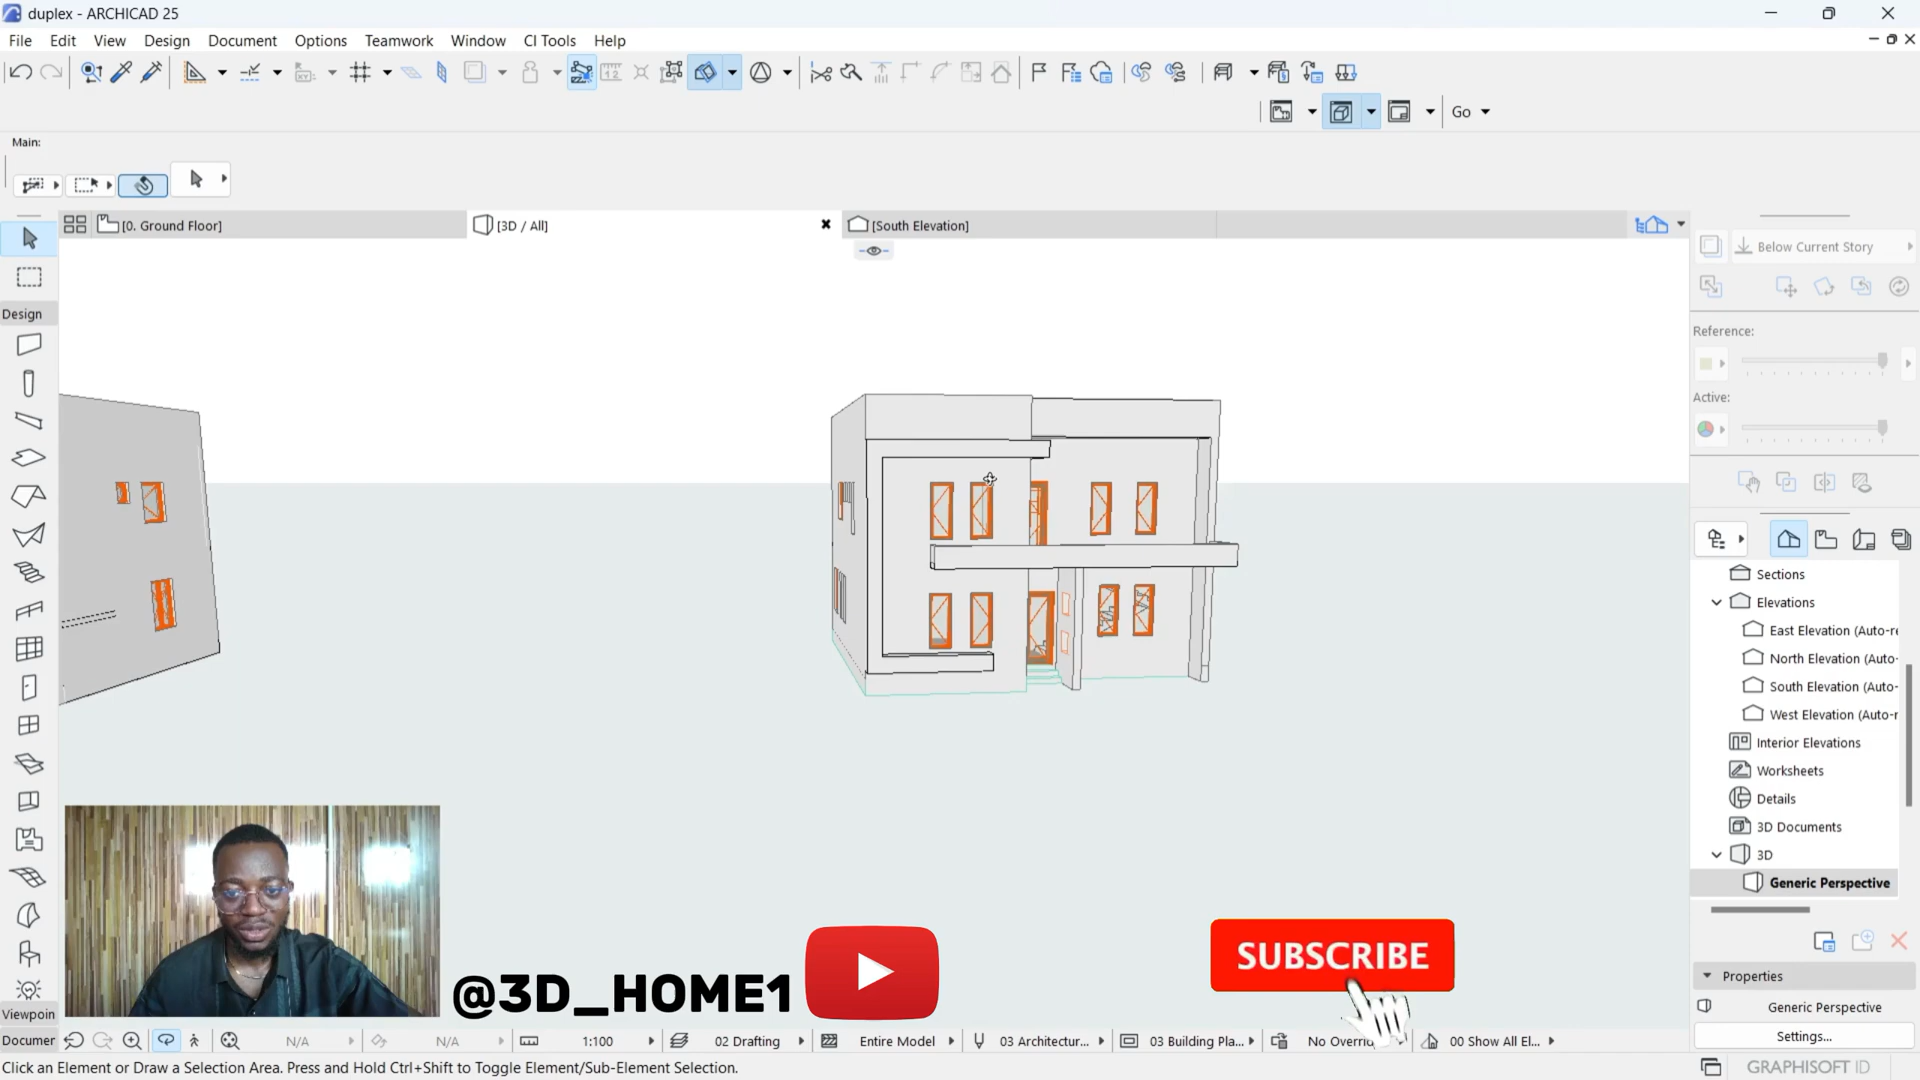 duplex - ARCHICAD 25
File Edit View Design Document Options Teamwork Window CI Tools Help
Go
Main:
[0. Ground Floor]
[3D / All]
[South Elevation]
Below Current Story
Design
Reference:
Active:
Sections
Elevations
East Elevation (Auto-re
North Elevation (Auto-
South Elevation (Auto-
West Elevation (Auto-r
Interior Elevations
Worksheets
Details
3D Documents
3D
Generic Perspective
@3D_HOME1
SUBSCRIBE
Properties
Generic Perspective
Settings...
Viewpoin
Documer
N/A
N/A
1:100
02 Drafting
Entire Model
03 Architectur...
03 Building Pla...
No Overri
00 Show All El...
Click an Element or Draw a Selection Area. Press and Hold Ctrl+Shift to Toggle Element/Sub-Element Selection.
GRAPHISOFT ID